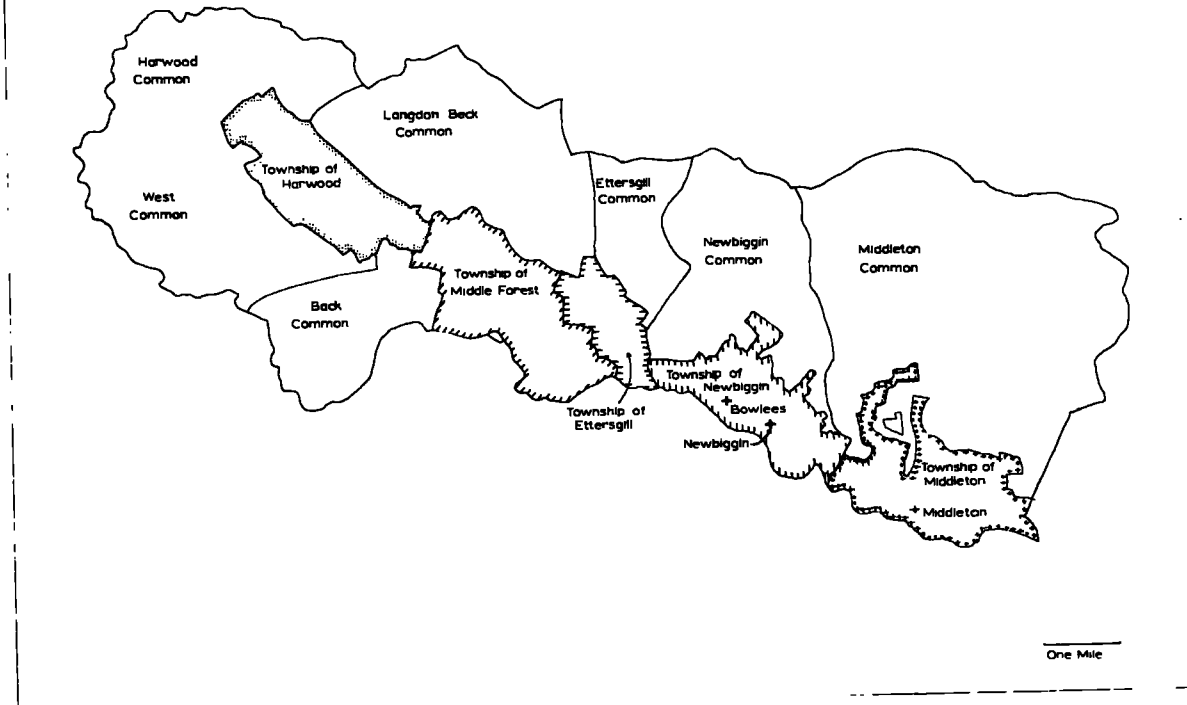 Harwood
Common
Langdon Beck
Common
Township of
Harwood
West
Common
Ettersgill
Common
Newbiggin
Common
Middleton
Common
Township of
Middle Forest
Back
Common
Township of
Newbiggin
Bowlees
Township of
Ettersgill
Newbiggin
Township of
Middleton
Middleton
One Mile